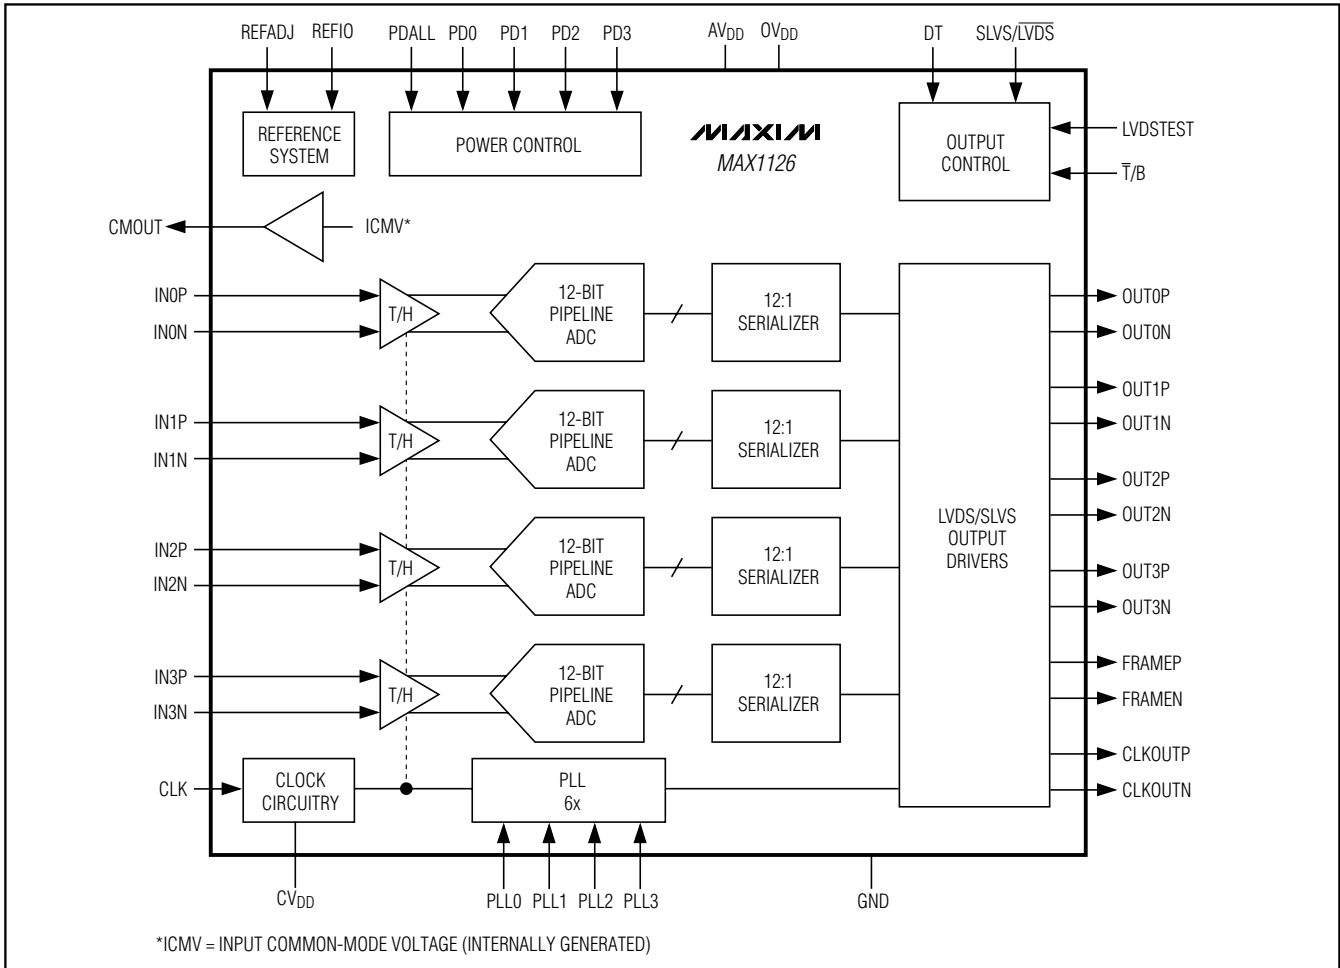 REFADJ REFIO PDALL PD0 PD1 PD2 PD3 AVDD OVDD DT SLVS/L̅V̅D̅S̅
REFERENCE
SYSTEM
POWER CONTROL
MAXIM
MAX1126
OUTPUT
CONTROL
LVDSTEST
T̅/B
CMOUT
ICMV*
IN0P
IN0N
T/H
12-BIT
PIPELINE
ADC
12:1
SERIALIZER
OUT0P
OUT0N
IN1P
IN1N
T/H
12-BIT
PIPELINE
ADC
12:1
SERIALIZER
OUT1P
OUT1N
IN2P
IN2N
T/H
12-BIT
PIPELINE
ADC
12:1
SERIALIZER
LVDS/SLVS
OUTPUT
DRIVERS
OUT2P
OUT2N
OUT3P
OUT3N
IN3P
IN3N
T/H
12-BIT
PIPELINE
ADC
12:1
SERIALIZER
FRAMEP
FRAMEN
CLK
CLOCK
CIRCUITRY
PLL
6x
CLKOUTP
CLKOUTN
CVDD PLL0 PLL1 PLL2 PLL3 GND
*ICMV = INPUT COMMON-MODE VOLTAGE (INTERNALLY GENERATED)